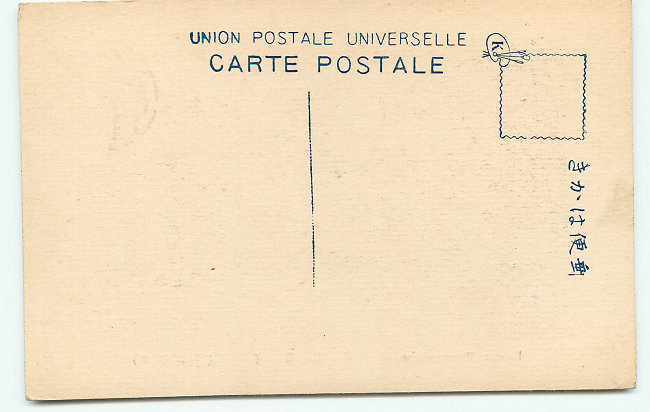 UNION POSTALE UNIVERSELLE
CARTE POSTALE
K
きかは便郵